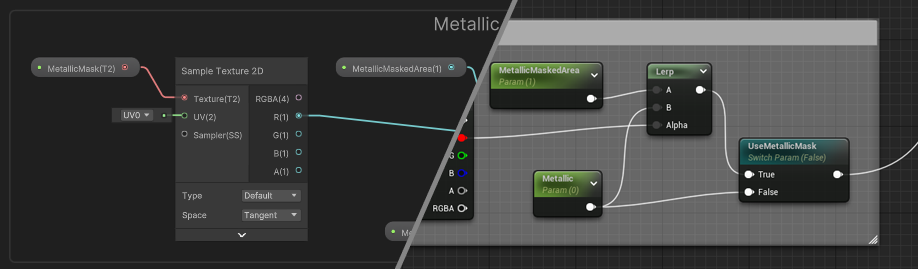 Metallic
MetallicMask(T2)
Sample Texture 2D
Texture(T2)
RGBA(4)
UV0
UV(2)
R(1)
Sampler(SS)
G(1)
B(1)
A(1)
Type
Default
Space
Tangent
MetallicMaskedArea(1)
G
B
A
RGBA
Me
MetallicMaskedArea
Param (1)
Lerp
A
B
Alpha
Metallic
Param (0)
UseMetallicMask
Switch Param (False)
True
False